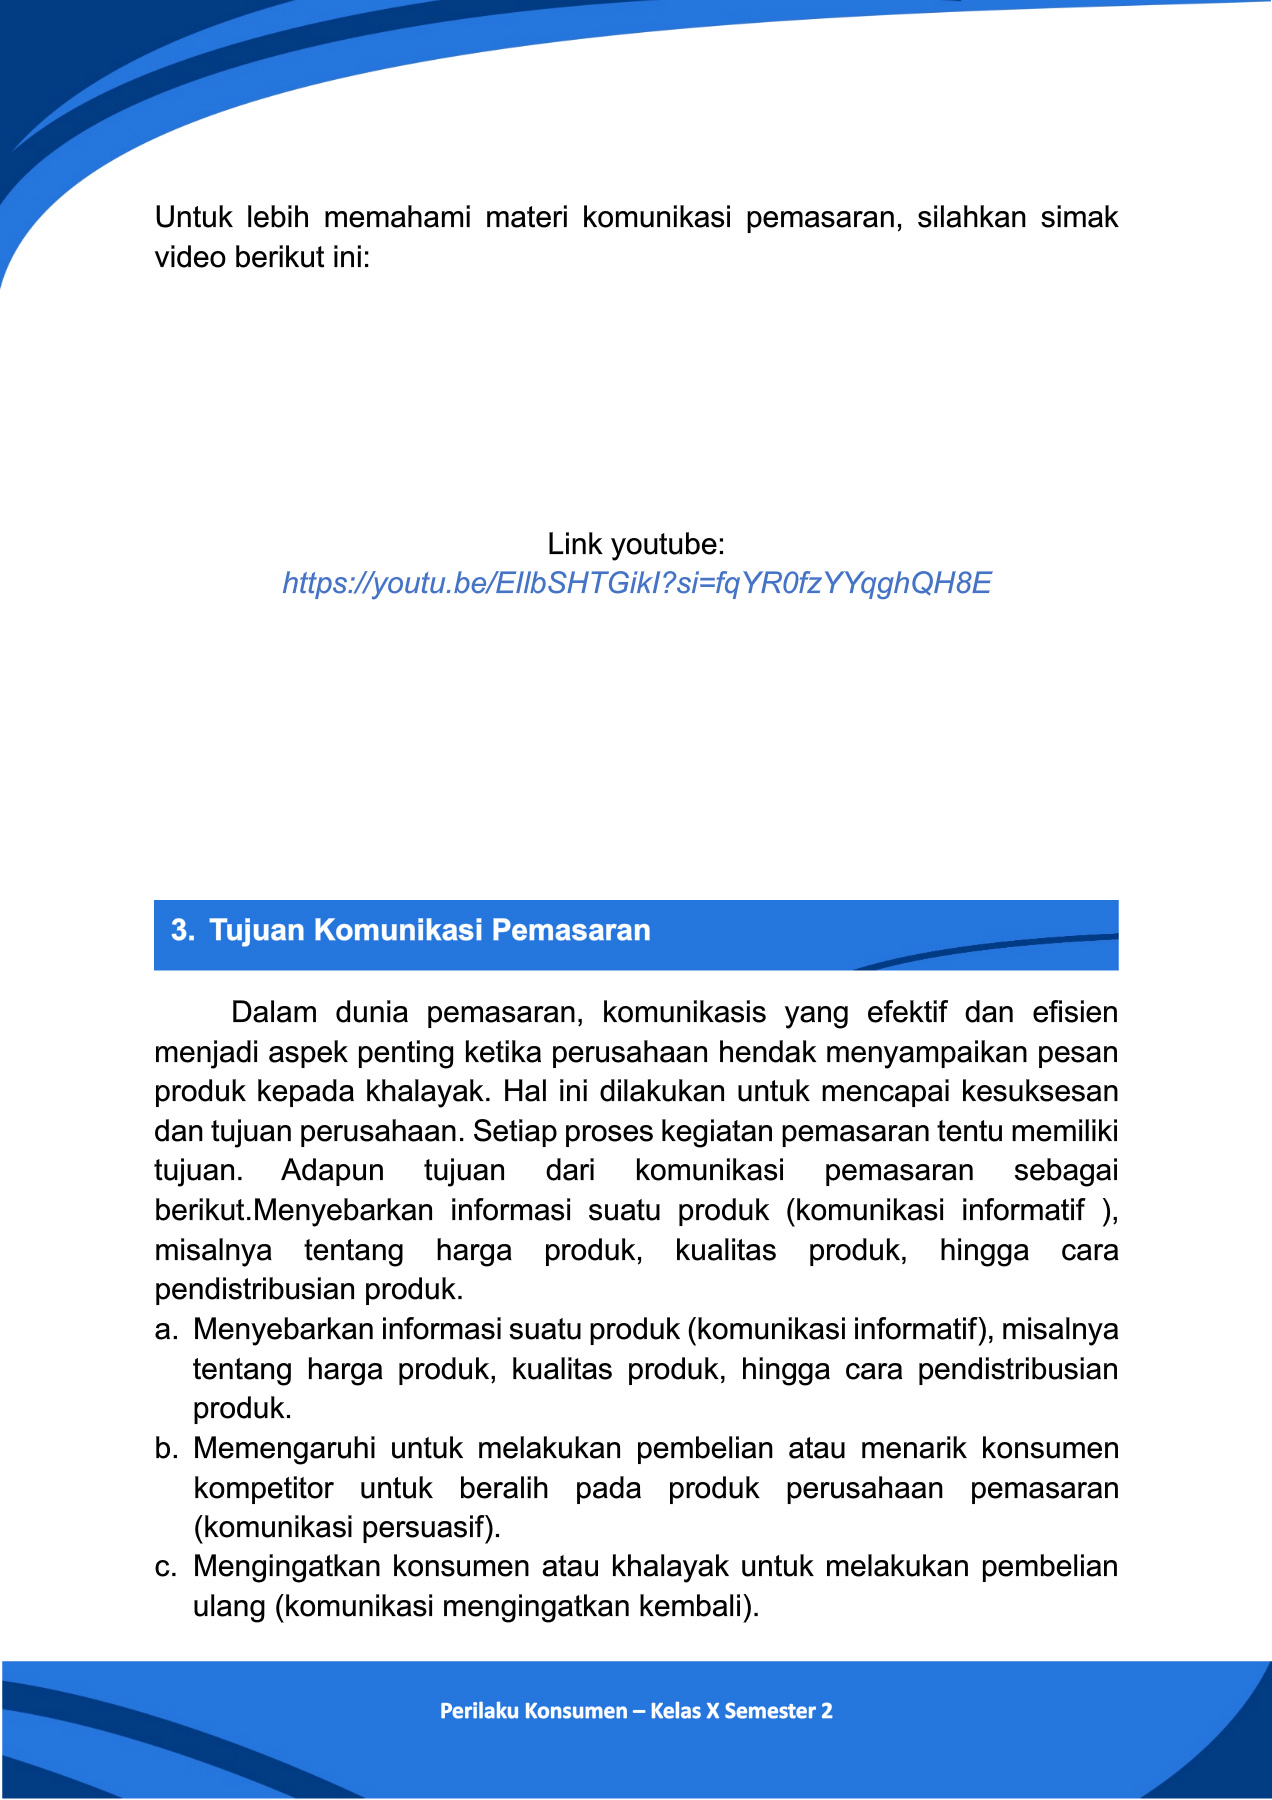 Untuk lebih memahami materi komunikasi pemasaran, silahkan simak
video berikut ini:
Link youtube:
https://youtu.be/EIlbSHTGikI?si=fqYR0fzYYqghQH8E
3. Tujuan Komunikasi Pemasaran
Dalam dunia pemasaran, komunikasis yang efektif dan efisien
menjadi aspek penting ketika perusahaan hendak menyampaikan pesan
produk kepada khalayak. Hal ini dilakukan untuk mencapai kesuksesan
dan tujuan perusahaan. Setiap proses kegiatan pemasaran tentu memiliki
tujuan. Adapun tujuan dari komunikasi pemasaran sebagai
berikut.Menyebarkan informasi suatu produk (komunikasi informatif ),
misalnya tentang harga produk, kualitas produk, hingga cara
pendistribusian produk.
a. Menyebarkan informasi suatu produk (komunikasi informatif), misalnya
tentang harga produk, kualitas produk, hingga cara pendistribusian
produk.
b. Memengaruhi untuk melakukan pembelian atau menarik konsumen
kompetitor untuk beralih pada produk perusahaan pemasaran
(komunikasi persuasif).
c. Mengingatkan konsumen atau khalayak untuk melakukan pembelian
ulang (komunikasi mengingatkan kembali).
Perilaku Konsumen – Kelas X Semester 2